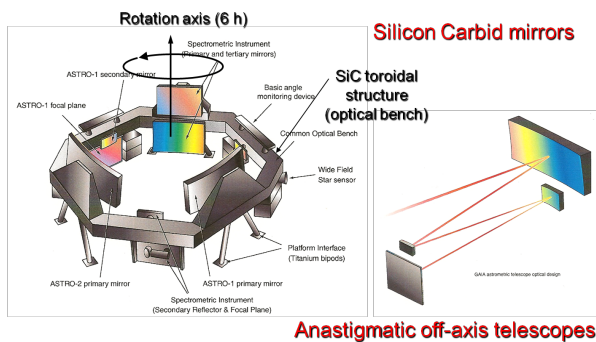 Rotation axis (6 h)
Silicon Carbid mirrors
Spectrometric Instrument
(Primary and tertiary mirrors)
ASTRO-1 secondary mirror
SiC toroidal
structure
(optical bench)
Basic angle
monitoring device
ASTRO-1 focal plane
Common Optical Bench
Wide Field
Star sensor
Platform Interface
(Titanium bipods)
GAIA astrometric telescope optical design
ASTRO-2 primary mirror
ASTRO-1 primary mirror
Spectrometric Instrument
(Secondary Reflector & Focal Plane)
Anastigmatic off-axis telescopes